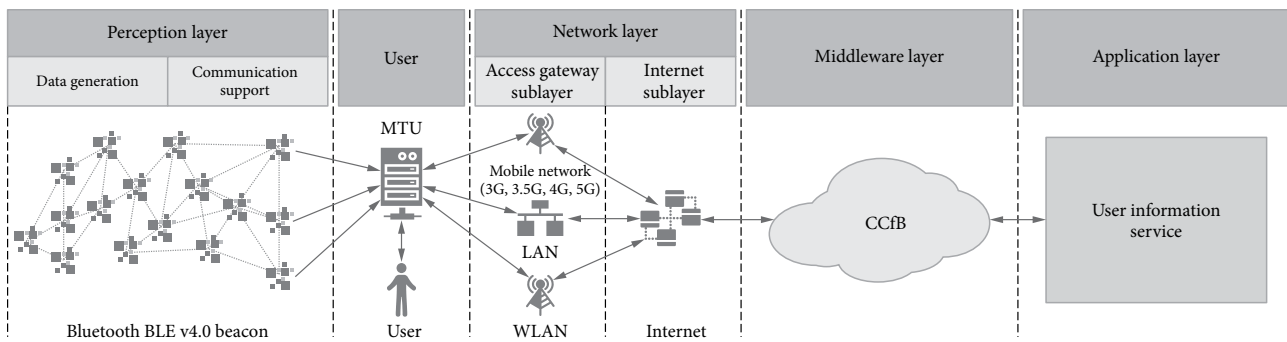 Perception layer
Data generation
Communication
support
User
Network layer
Access gateway
sublayer
Internet
sublayer
Middleware layer
Application layer
MTU
Mobile network
(3G, 3.5G, 4G, 5G)
LAN
CCfB
User information
service
Bluetooth BLE v4.0 beacon
User
WLAN
Internet